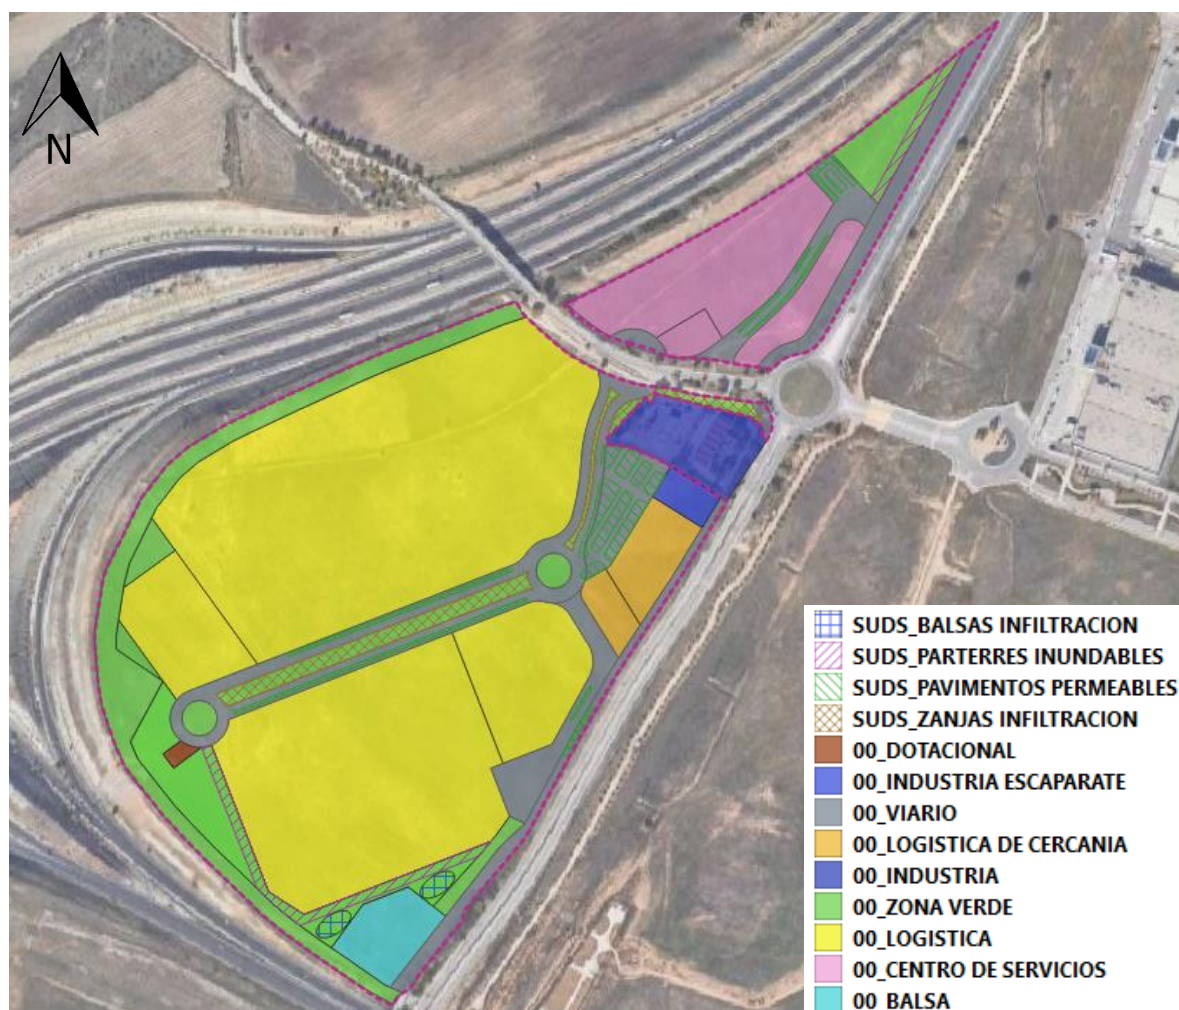 N
SUDS_BALSAS INFILTRACION
SUDS_PARTERRES INUNDABLES
SUDS_PAVIMENTOS PERMEABLES
SUDS_ZANJAS INFILTRACION
00_DOTACIONAL
00_INDUSTRIA ESCAPARATE
00_VIARIO
00_LOGISTICA DE CERCANIA
00_INDUSTRIA
00_ZONA VERDE
00_LOGISTICA
00_CENTRO DE SERVICIOS
00_BALSA